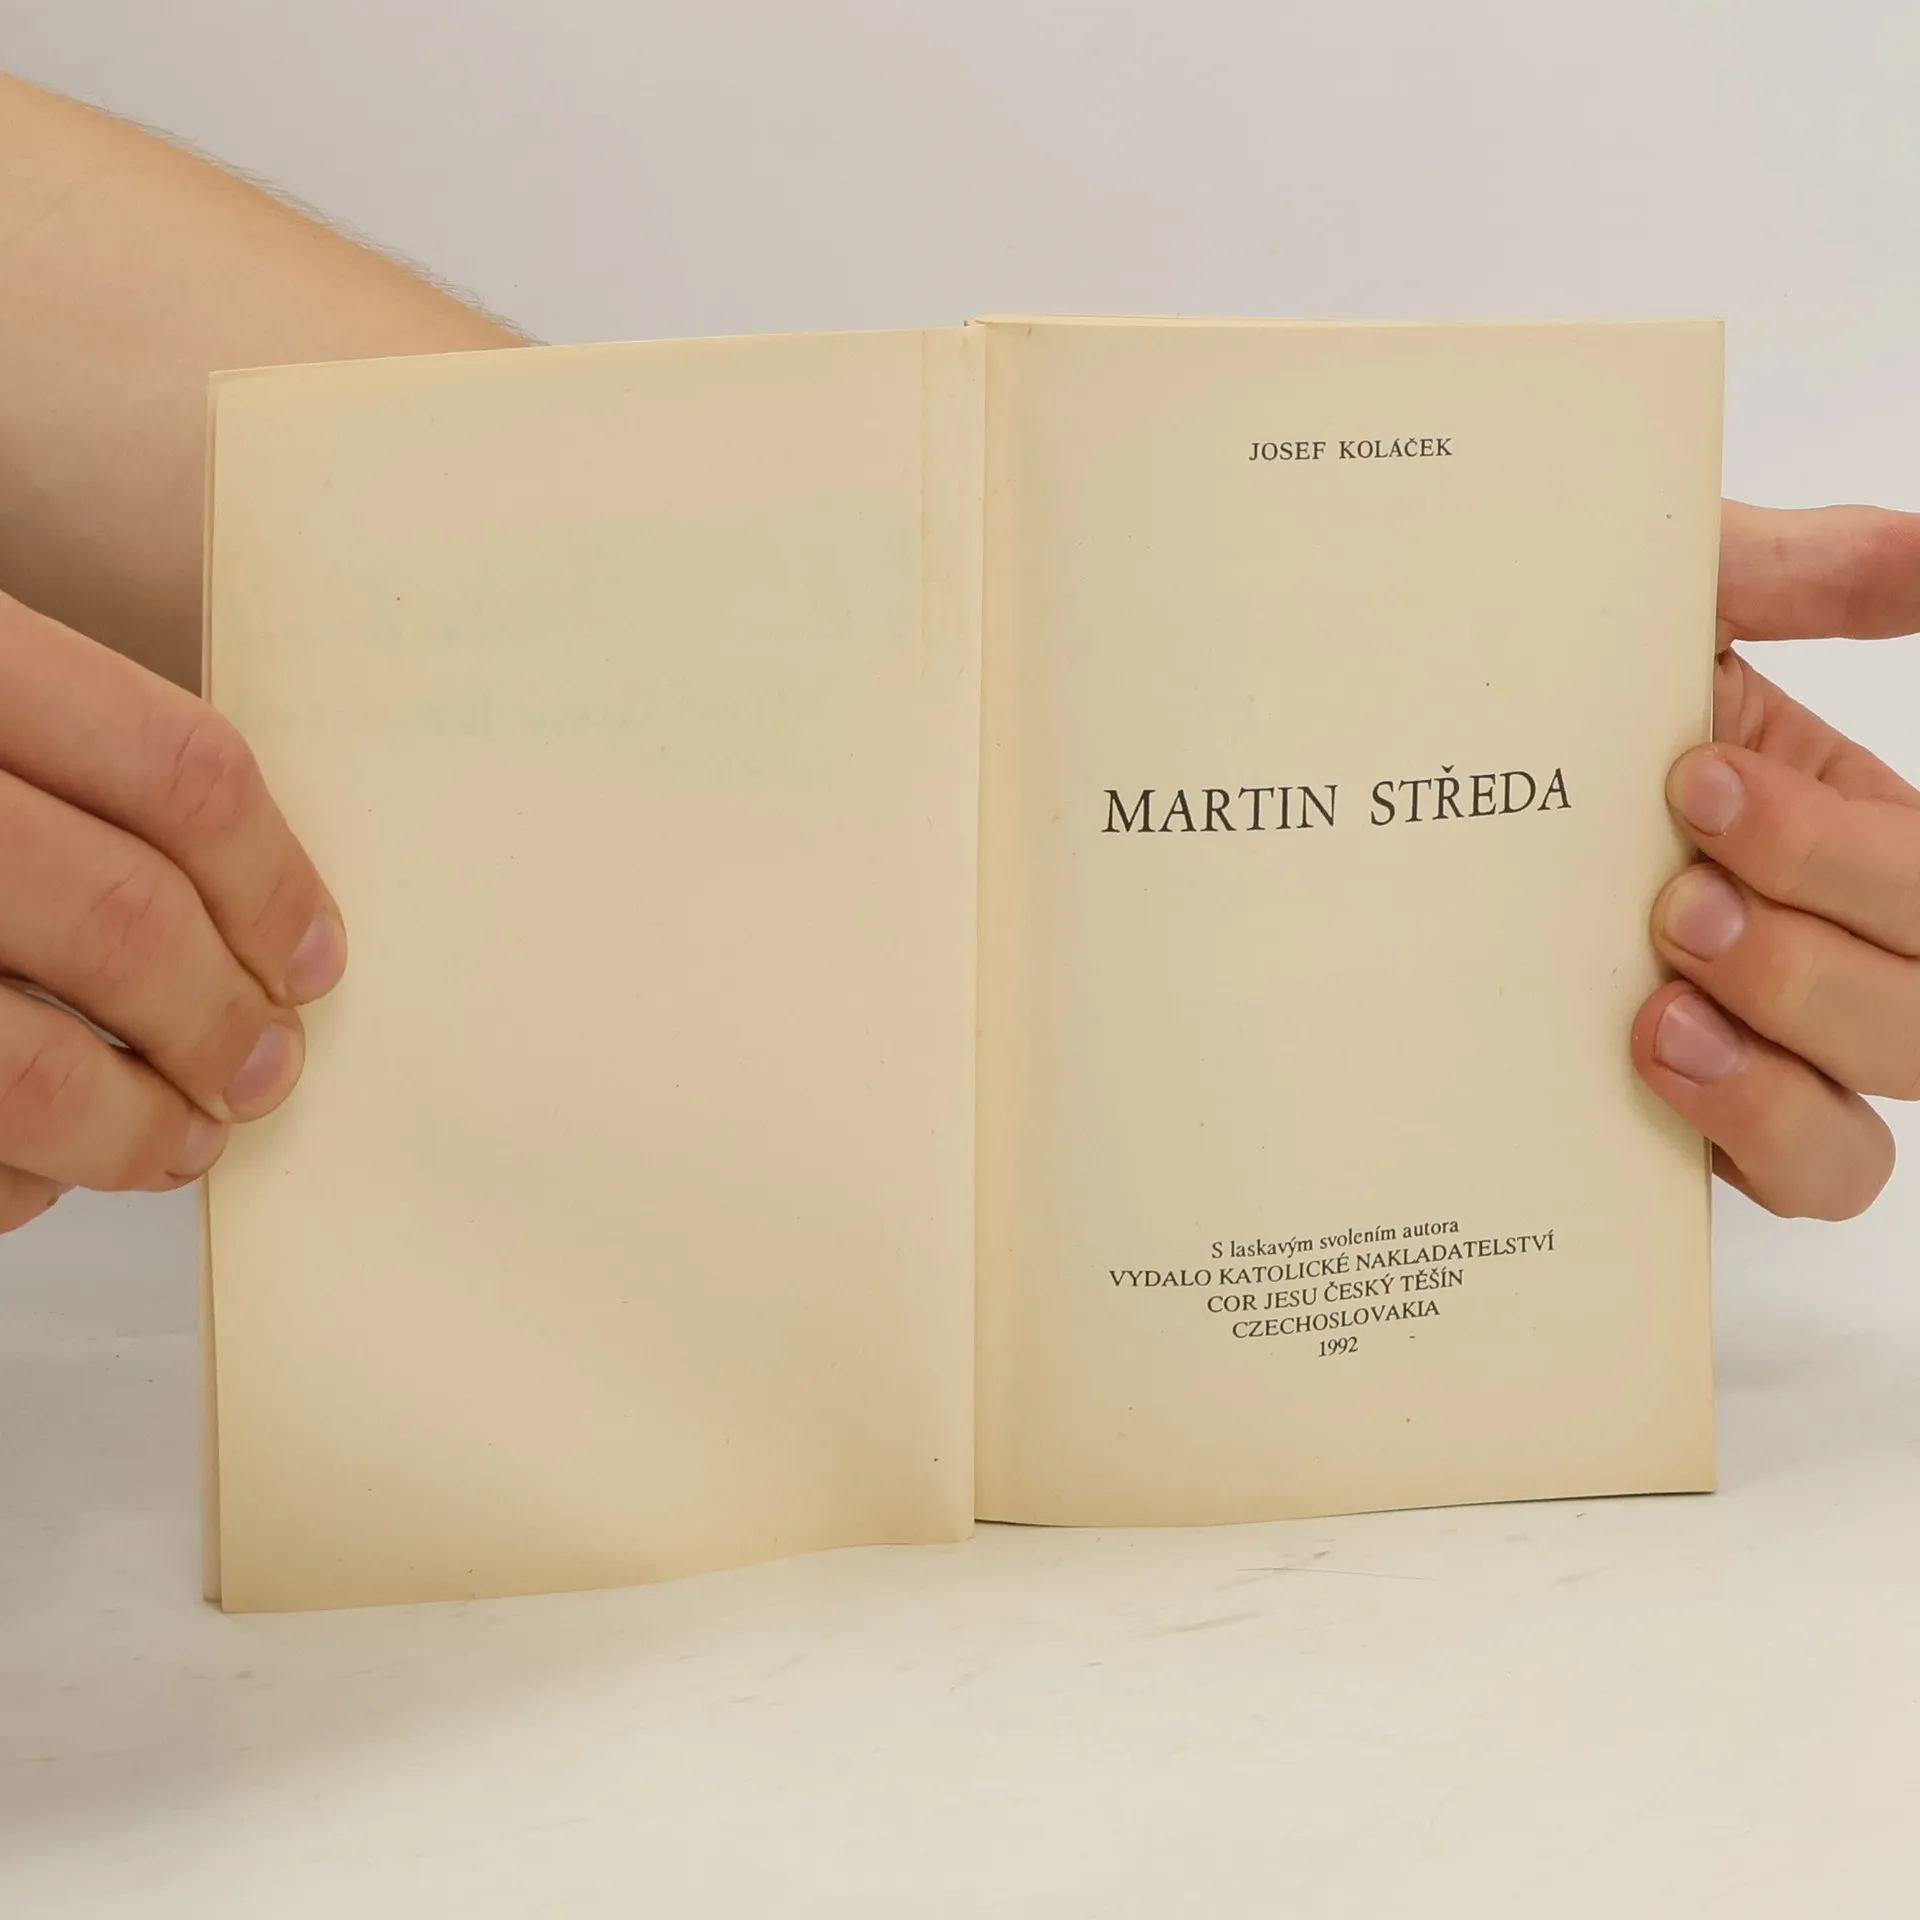 JOSEF KOLÁČEK
MARTIN STŘEDA
S laskavým svolením autora
VYDALO KATOLICKÉ NAKLADATELSTVÍ
COR JESU ČESKÝ TĚŠÍN
CZECHOSLOVAKIA
1992